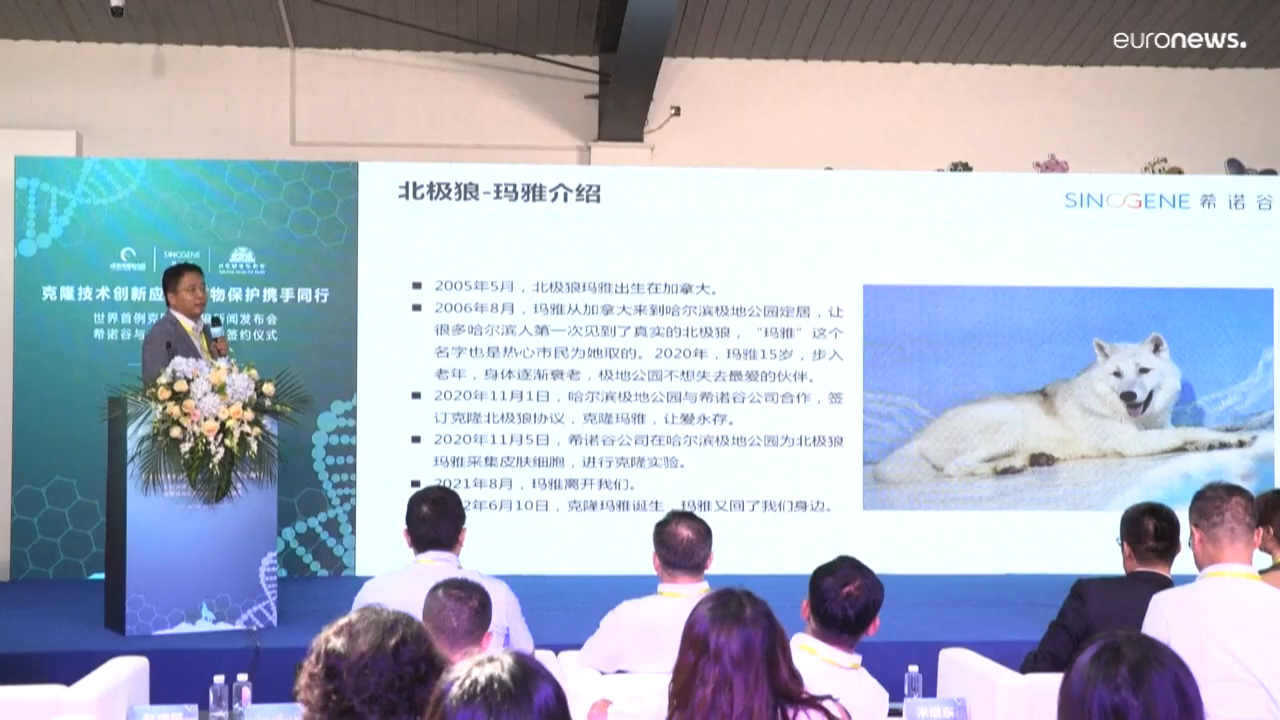 euronews.
北极狼-玛雅介绍
SINOGENE 希诺谷
SINOGENE
克隆技术创新应
物保护携手同行
世界首例克
狼新闻发布会
希诺谷与
签约仪式
2005年5月，北极狼玛雅出生在加拿大。
2006年8月，玛雅从加拿大来到哈尔滨极地公园定居，让
很多哈尔滨人第一次见到了真实的北极狼，“玛雅”这个
名字也是热心市民为她取的。2020年，玛雅15岁，步入
老年，身体逐渐衰老，极地公园不想失去最爱的伙伴。
2020年11月1日，哈尔滨极地公园与希诺谷公司合作，签
订克隆北极狼协议，克隆玛雅，让爱永存。
2020年11月5日，希诺谷公司在哈尔滨极地公园为北极狼
玛雅采集皮肤细胞，进行克隆实验。
2021年8月，玛雅离开我们。
2年6月10日，克隆玛雅诞生，玛雅又回了我们身边。